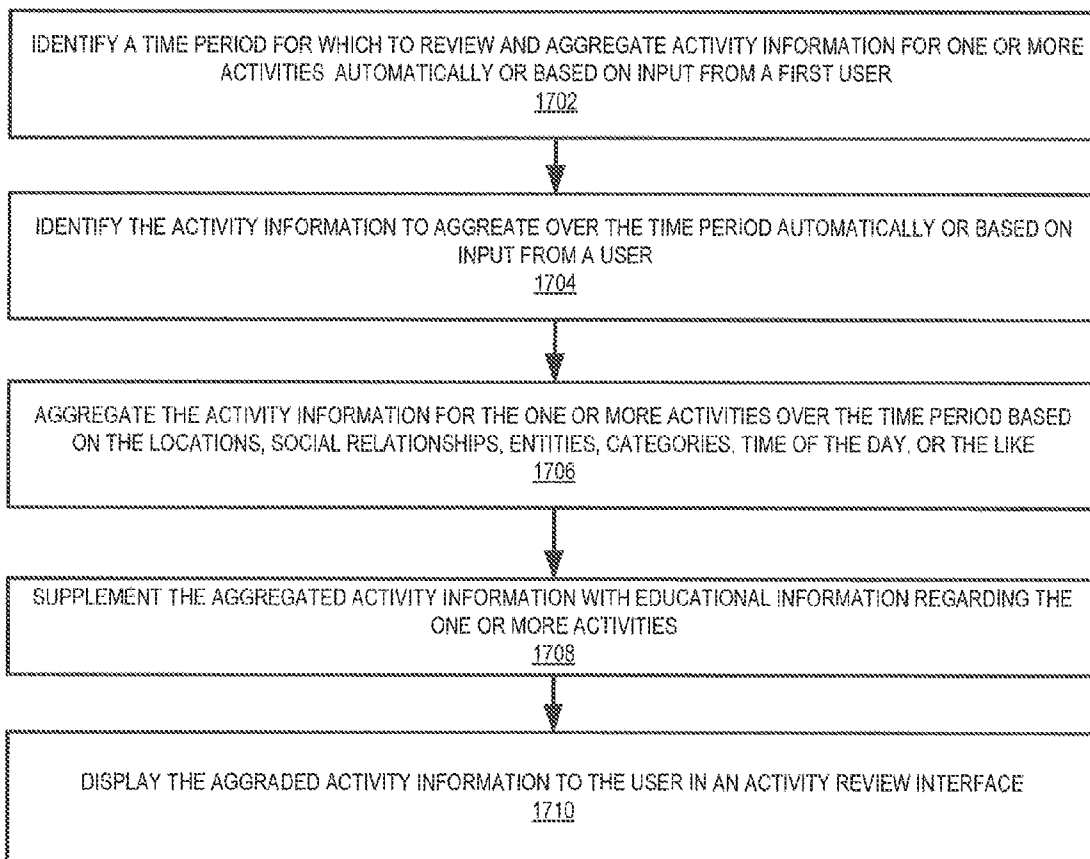 IDENTIFY A TIME PERIOD FOR WHICH TO REVIEW AND AGGREGATE ACTIVITY INFORMATION FOR ONE OR MORE
ACTIVITIES AUTOMATICALLY OR BASED ON INPUT FROM A FIRST USER
1702
IDENTIFY THE ACTIVITY INFORMATION TO AGGREATE OVER THE TIME PERIOD AUTOMATICALLY OR BASED ON
INPUT FROM A USER
1704
AGGREGATE THE ACTIVITY INFORMATION FOR THE ONE OR MORE ACTIVITIES OVER THE TIME PERIOD BASED
ON THE LOCATIONS, SOCIAL RELATIONSHIPS, ENTITIES, CATEGORIES, TIME OF THE DAY, OR THE LIKE
1706
SUPPLEMENT THE AGGREGATED ACTIVITY INFORMATION WITH EDUCATIONAL INFORMATION REGARDING THE
ONE OR MORE ACTIVITIES
1708
DISPLAY THE AGGRADED ACTIVITY INFORMATION TO THE USER IN AN ACTIVITY REVIEW INTERFACE
1710